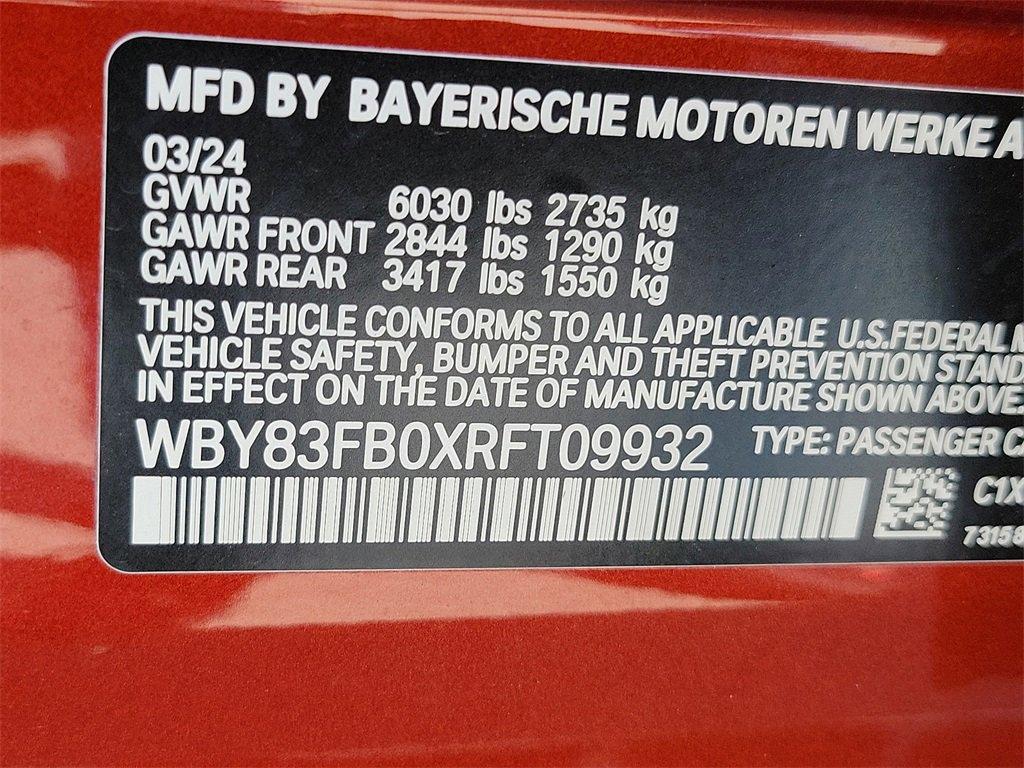 MFD BY BAYERISCHE MOTOREN WERKE A
03/24
GVWR 6030 lbs 2735 kg
GAWR FRONT 2844 lbs 1290 kg
GAWR REAR 3417 lbs 1550 kg
THIS VEHICLE CONFORMS TO ALL APPLICABLE U.S.FEDERAL M
VEHICLE SAFETY, BUMPER AND THEFT PREVENTION STAND
IN EFFECT ON THE DATE OF MANUFACTURE SHOWN ABOVE.
WBY83FB0XRFT09932 TYPE: PASSENGER CA
C1X
73158